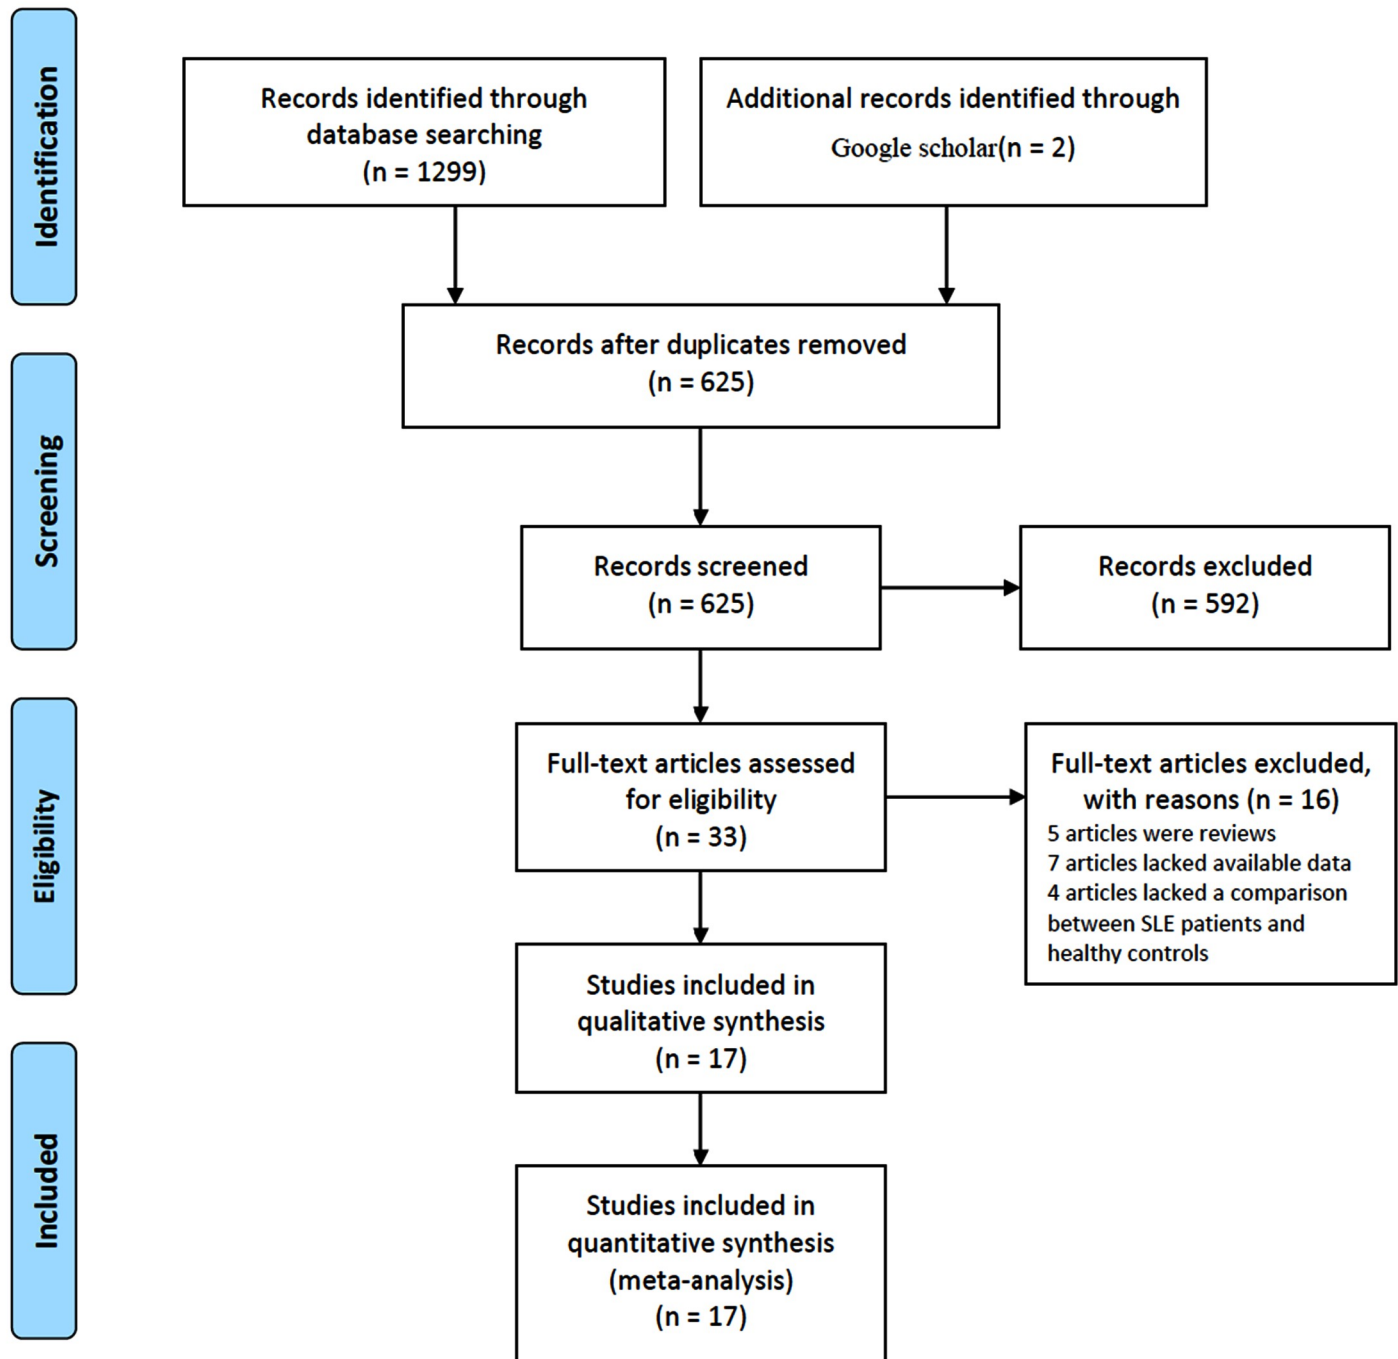 Identification
Records identified through
database searching
(n = 1299)
Additional records identified through
Google scholar(n = 2)
Records after duplicates removed
(n = 625)
Screening
Records screened
(n = 625)
Records excluded
(n = 592)
Eligibility
Full-text articles assessed
for eligibility
(n = 33)
Full-text articles excluded,
with reasons (n = 16)
5 articles were reviews
7 articles lacked available data
4 articles lacked a comparison
between SLE patients and
healthy controls
Studies included in
qualitative synthesis
(n = 17)
Included
Studies included in
quantitative synthesis
(meta-analysis)
(n = 17)